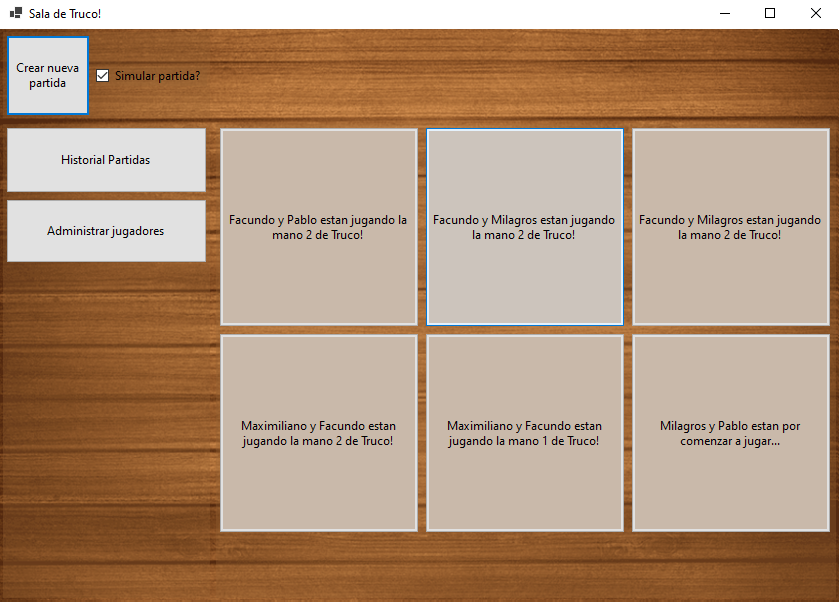 Sala de Truco!
Crear nueva
partida
Simular partida?
Historial Partidas
Administrar jugadores
Facundo y Pablo estan jugando la
mano 2 de Truco!
Facundo y Milagros estan jugando
la mano 2 de Truco!
Facundo y Milagros estan jugando
la mano 2 de Truco!
Maximiliano y Facundo estan
jugando la mano 2 de Truco!
Maximiliano y Facundo estan
jugando la mano 1 de Truco!
Milagros y Pablo estan por
comenzar a jugar...